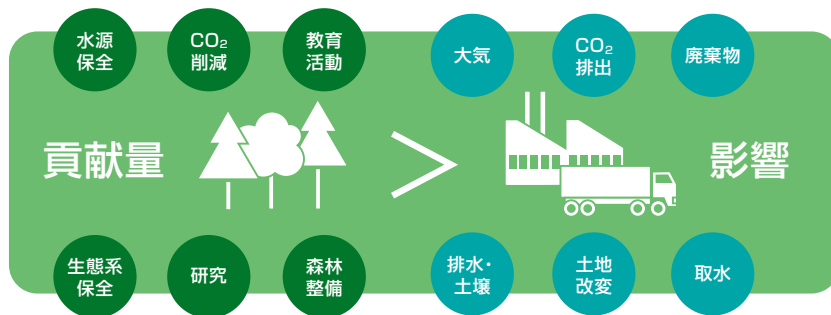 水源
保全
CO₂
削減
教育
活動
大気
CO₂
排出
廃棄物
貢献量
>
影響
生態系
保全
研究
森林
整備
排水・
土壌
土地
改変
取水